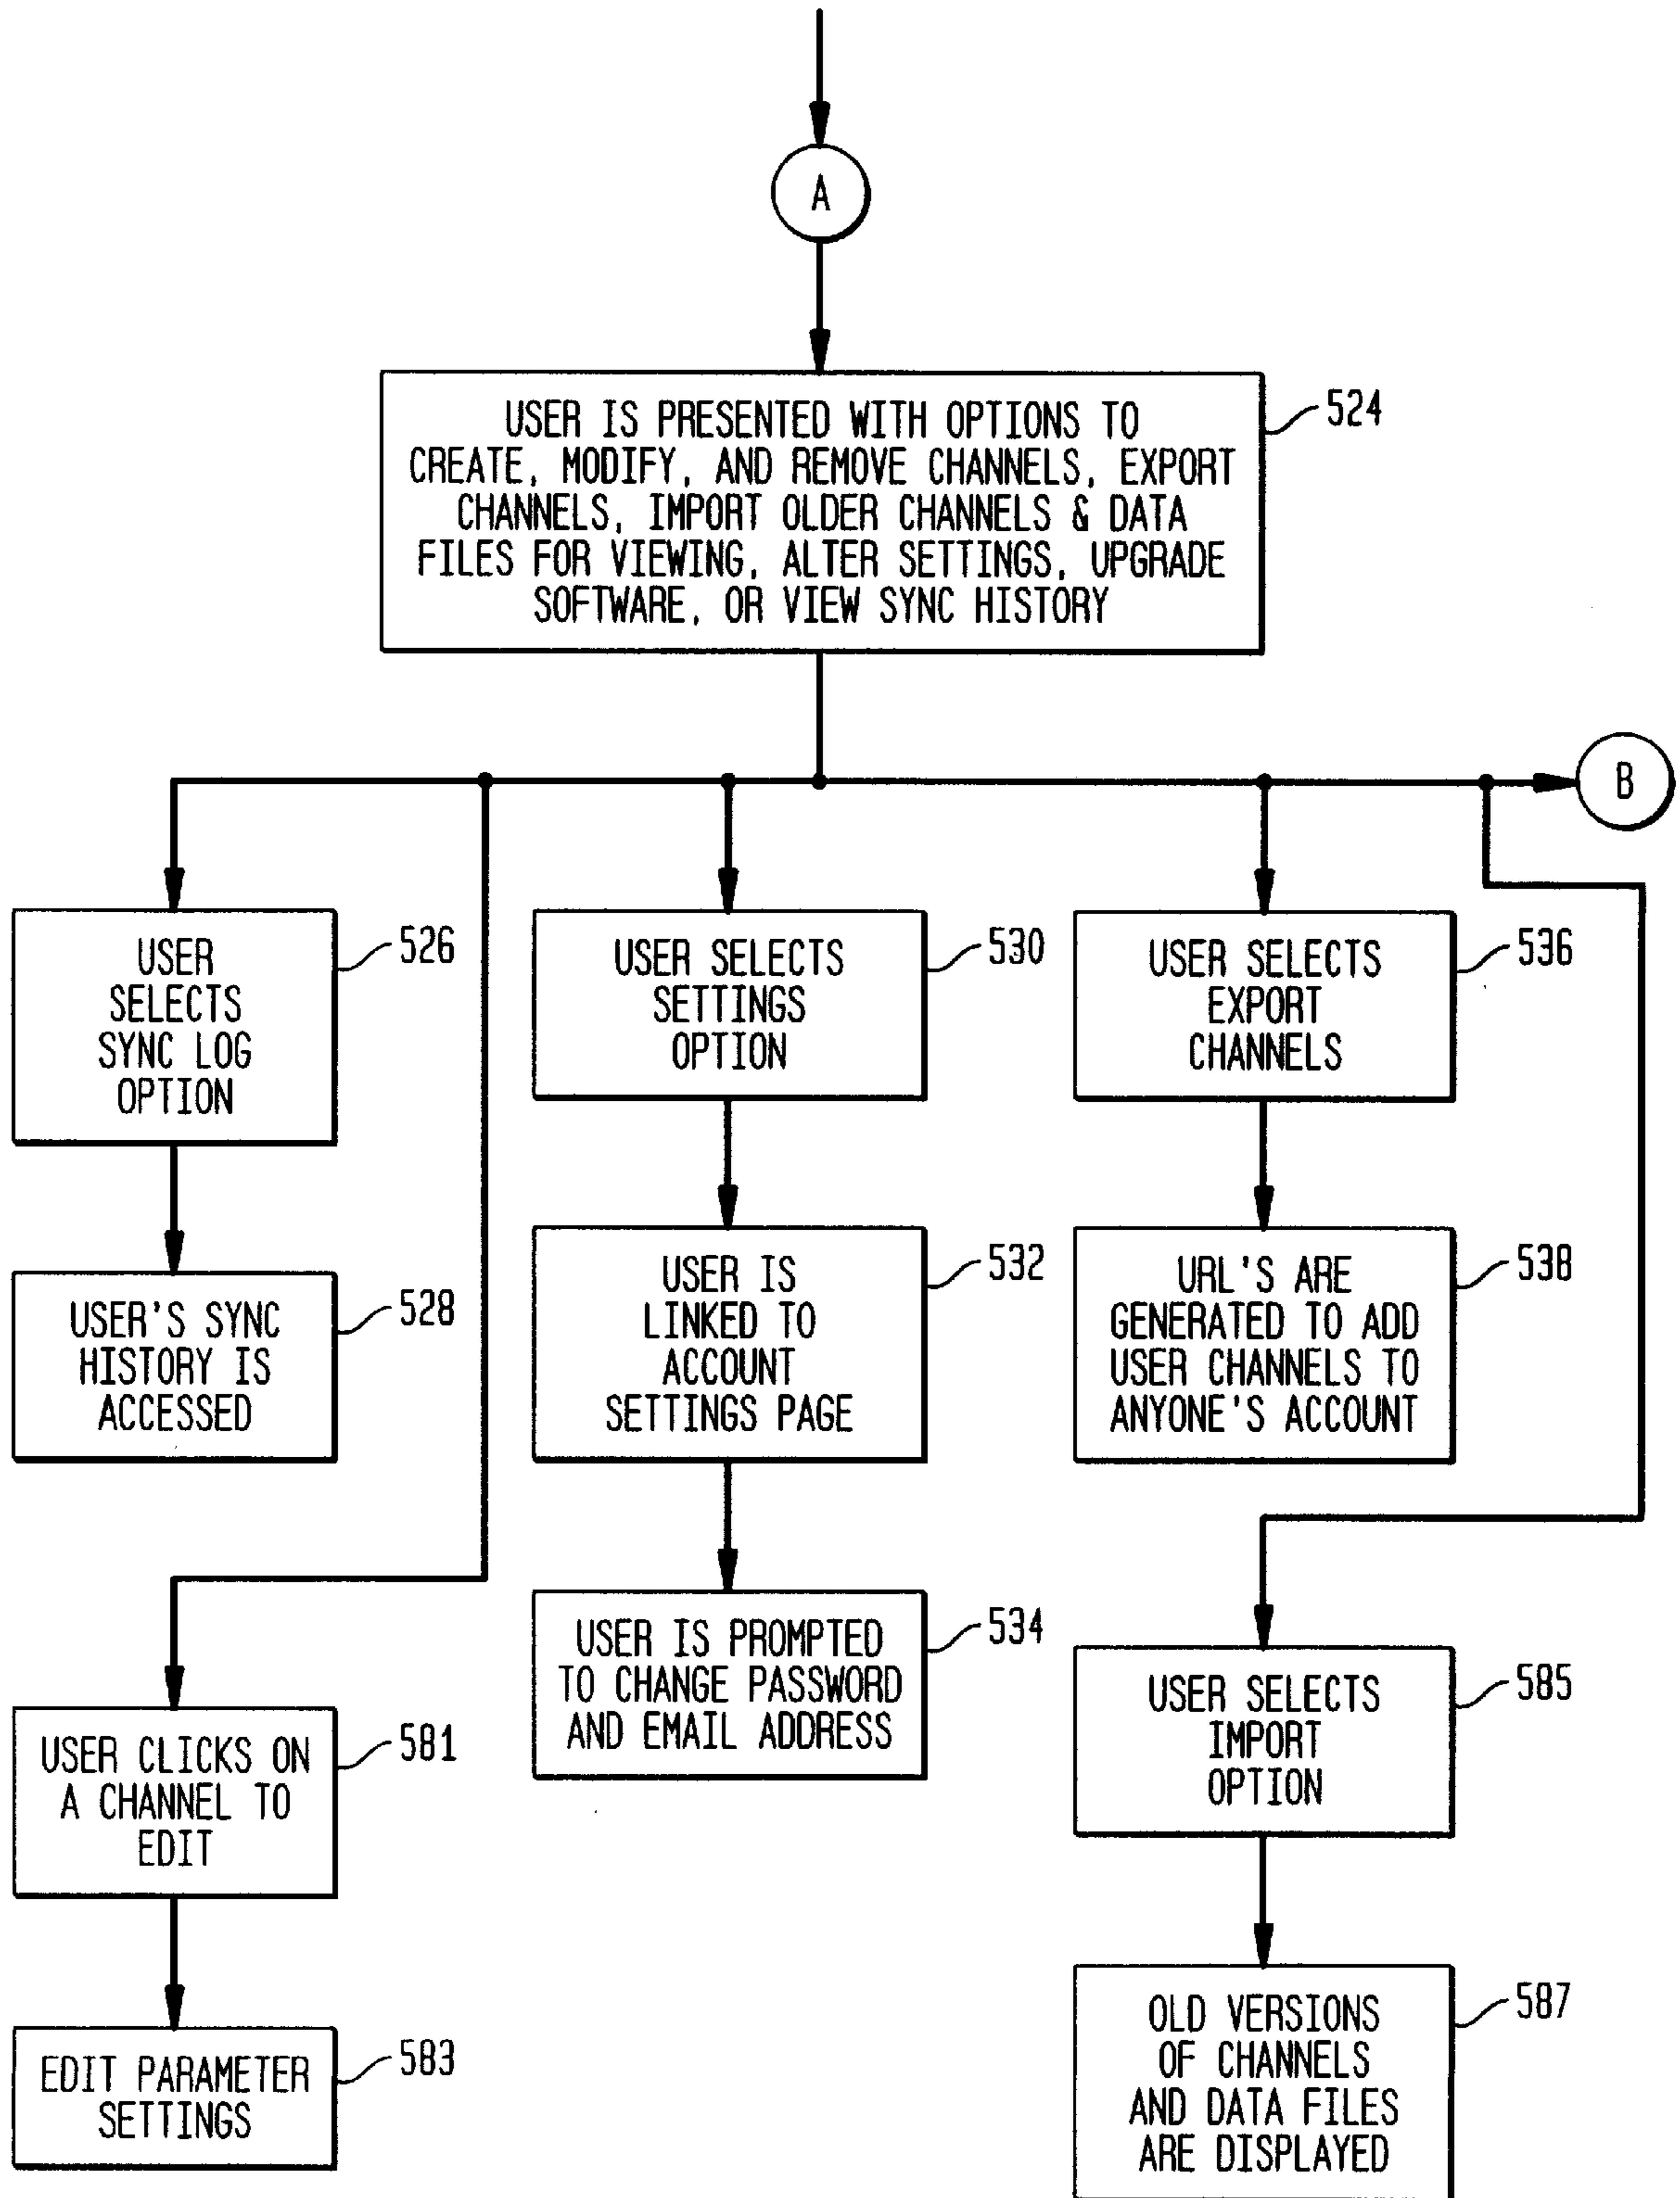 A
USER IS PRESENTED WITH OPTIONS TO
CREATE, MODIFY, AND REMOVE CHANNELS, EXPORT
CHANNELS, IMPORT OLDER CHANNELS & DATA
FILES FOR VIEWING, ALTER SETTINGS, UPGRADE
SOFTWARE, OR VIEW SYNC HISTORY
524
B
USER
SELECTS
SYNC LOG
OPTION
526
USER SELECTS
SETTINGS
OPTION
530
USER SELECTS
EXPORT
CHANNELS
536
USER'S SYNC
HISTORY IS
ACCESSED
528
USER IS
LINKED TO
ACCOUNT
SETTINGS PAGE
532
URL'S ARE
GENERATED TO ADD
USER CHANNELS TO
ANYONE'S ACCOUNT
538
USER CLICKS ON
A CHANNEL TO
EDIT
581
USER IS PROMPTED
TO CHANGE PASSWORD
AND EMAIL ADDRESS
534
USER SELECTS
IMPORT
OPTION
585
EDIT PARAMETER
SETTINGS
583
OLD VERSIONS
OF CHANNELS
AND DATA FILES
ARE DISPLAYED
587